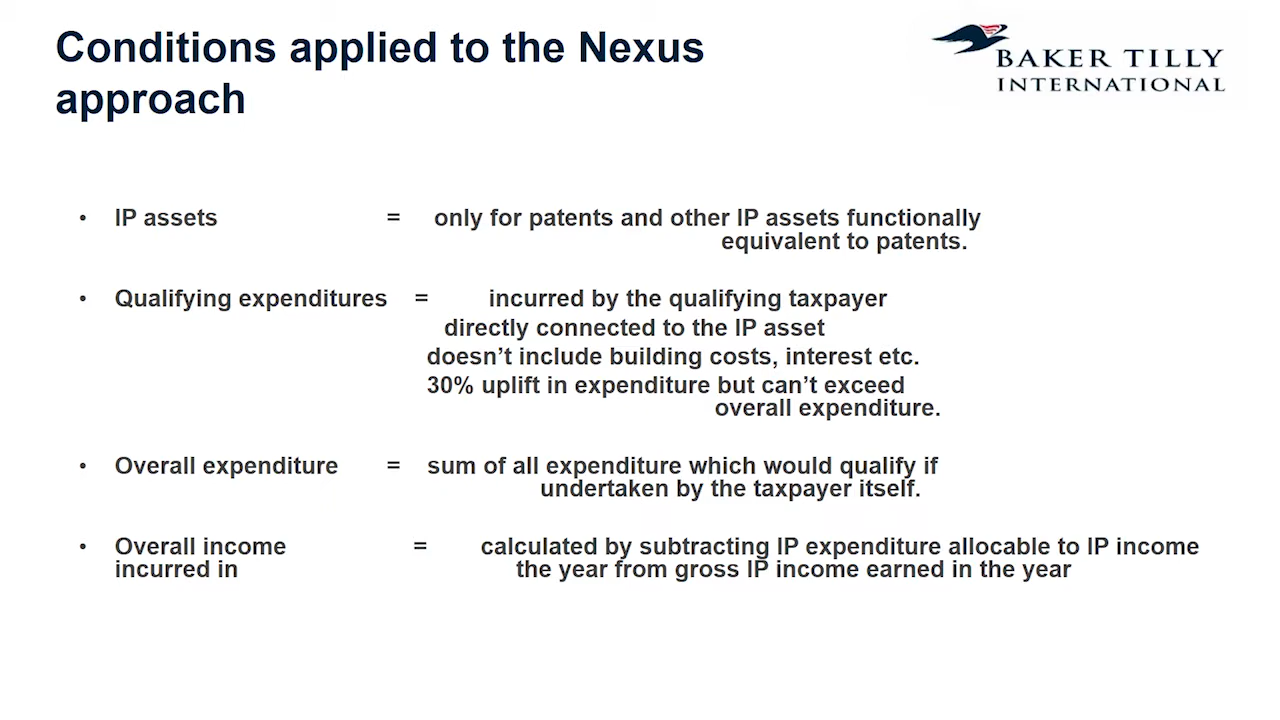 Conditions applied to the Nexus
approach
BAKER TILLY
INTERNATIONAL
• IP assets = only for patents and other IP assets functionally
equivalent to patents.
• Qualifying expenditures = incurred by the qualifying taxpayer
directly connected to the IP asset
doesn’t include building costs, interest etc.
30% uplift in expenditure but can’t exceed
overall expenditure.
• Overall expenditure = sum of all expenditure which would qualify if
undertaken by the taxpayer itself.
• Overall income = calculated by subtracting IP expenditure allocable to IP income
incurred in the year from gross IP income earned in the year